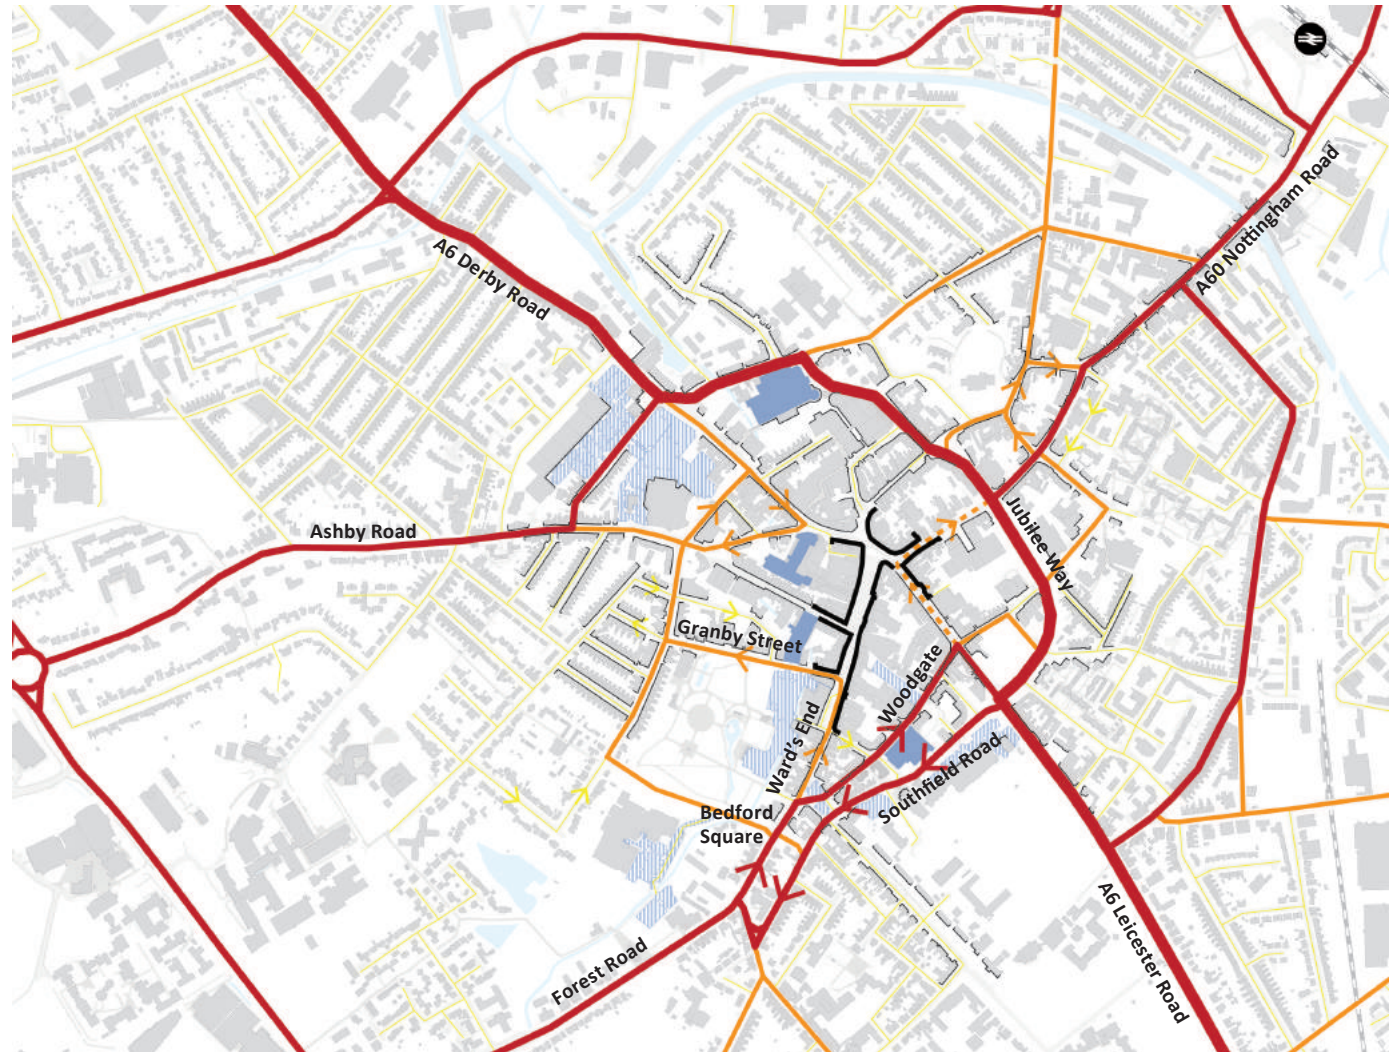 A6 Derby Road
A60 Nottingham Road
Ashby Road
Jubilee Way
Granby Street
Woodgate
Ward's End
Southfield Road
Bedford
Square
A6 Leicester Road
Forest Road